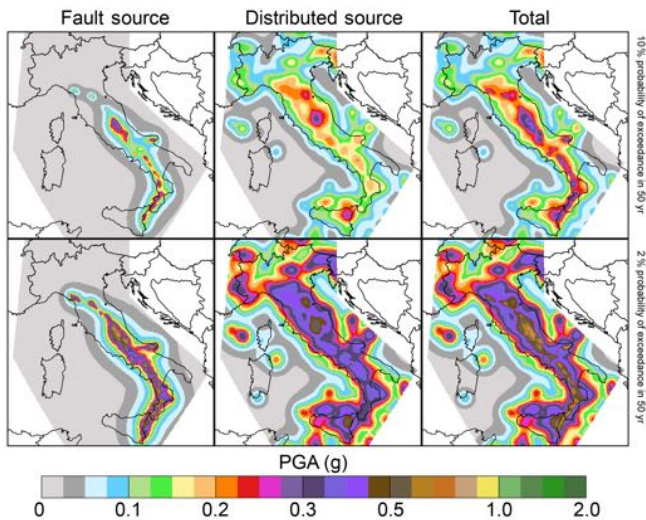 Fault source Distributed source Total
10% probability of exceedance in 50 yr
2% probability of exceedance in 50 yr
PGA (g)
0 0.1 0.2 0.3 0.5 1.0 2.0